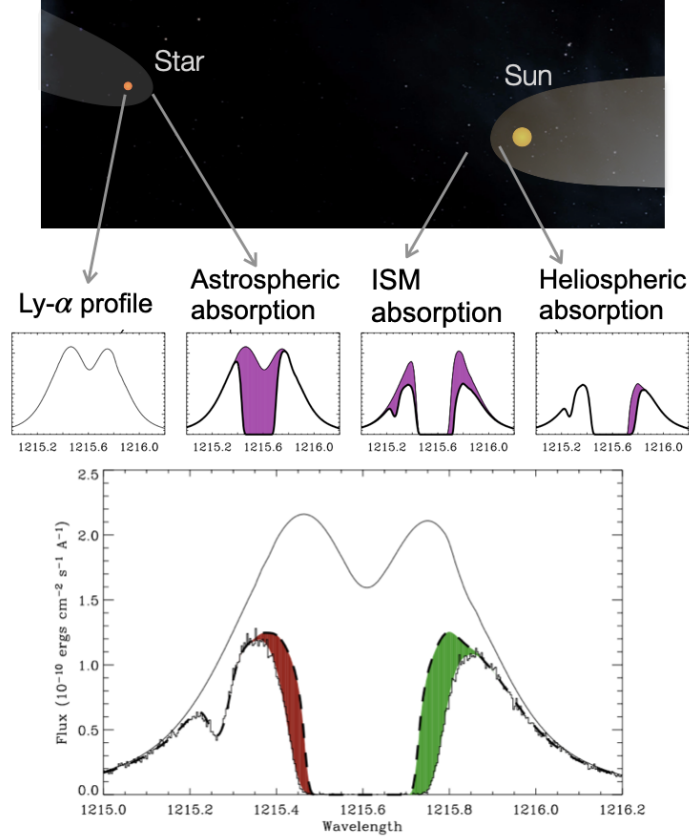 Star
Sun
Ly-α profile
Astrospheric
absorption
ISM
absorption
Heliospheric
absorption
1215.2 1215.6 1216.0
1215.2 1215.6 1216.0
1215.2 1215.6 1216.0
1215.2 1215.6 1216.0
2.5
2.0
1.5
1.0
0.5
0.0
Flux (10⁻¹⁰ ergs cm⁻² s⁻¹ A⁻¹)
1215.0 1215.2 1215.4 1215.6 1215.8 1216.0 1216.2
Wavelength